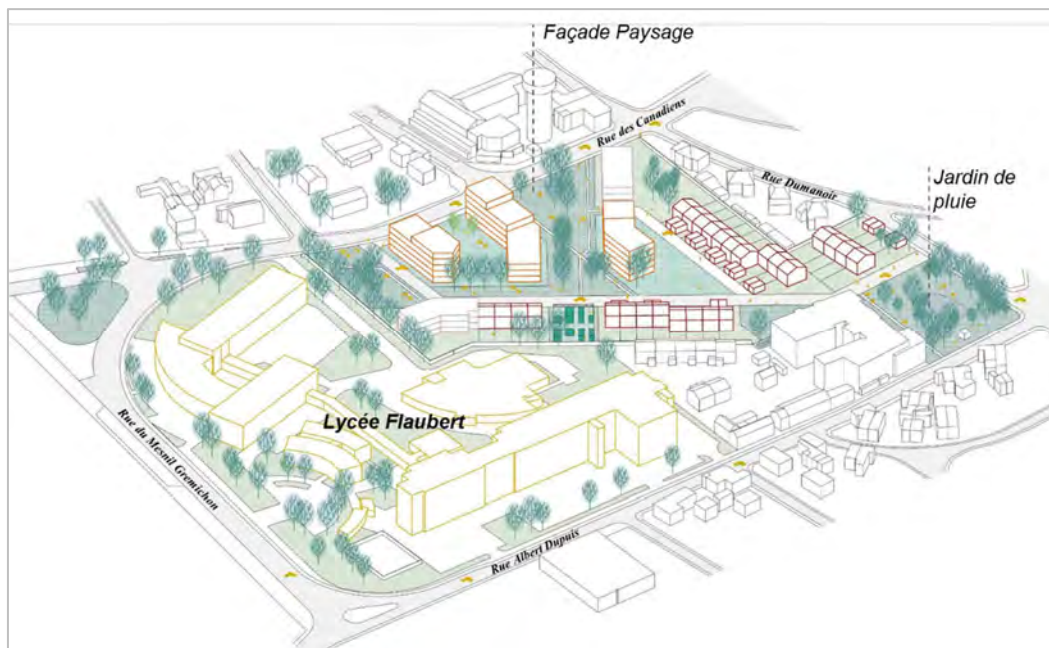 Façade Paysage
Rue des Canadiens
Rue Dumanoir
Jardin de
pluie
Lycée Flaubert
Rue du Mesnil Gremichon
Rue Albert Dupuis